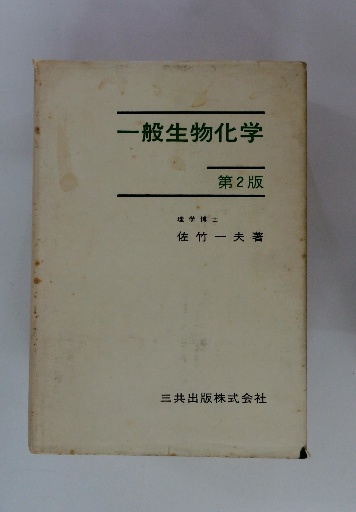 一般生物化学
第2版
理学博士
佐竹一夫著
三共出版株式会社